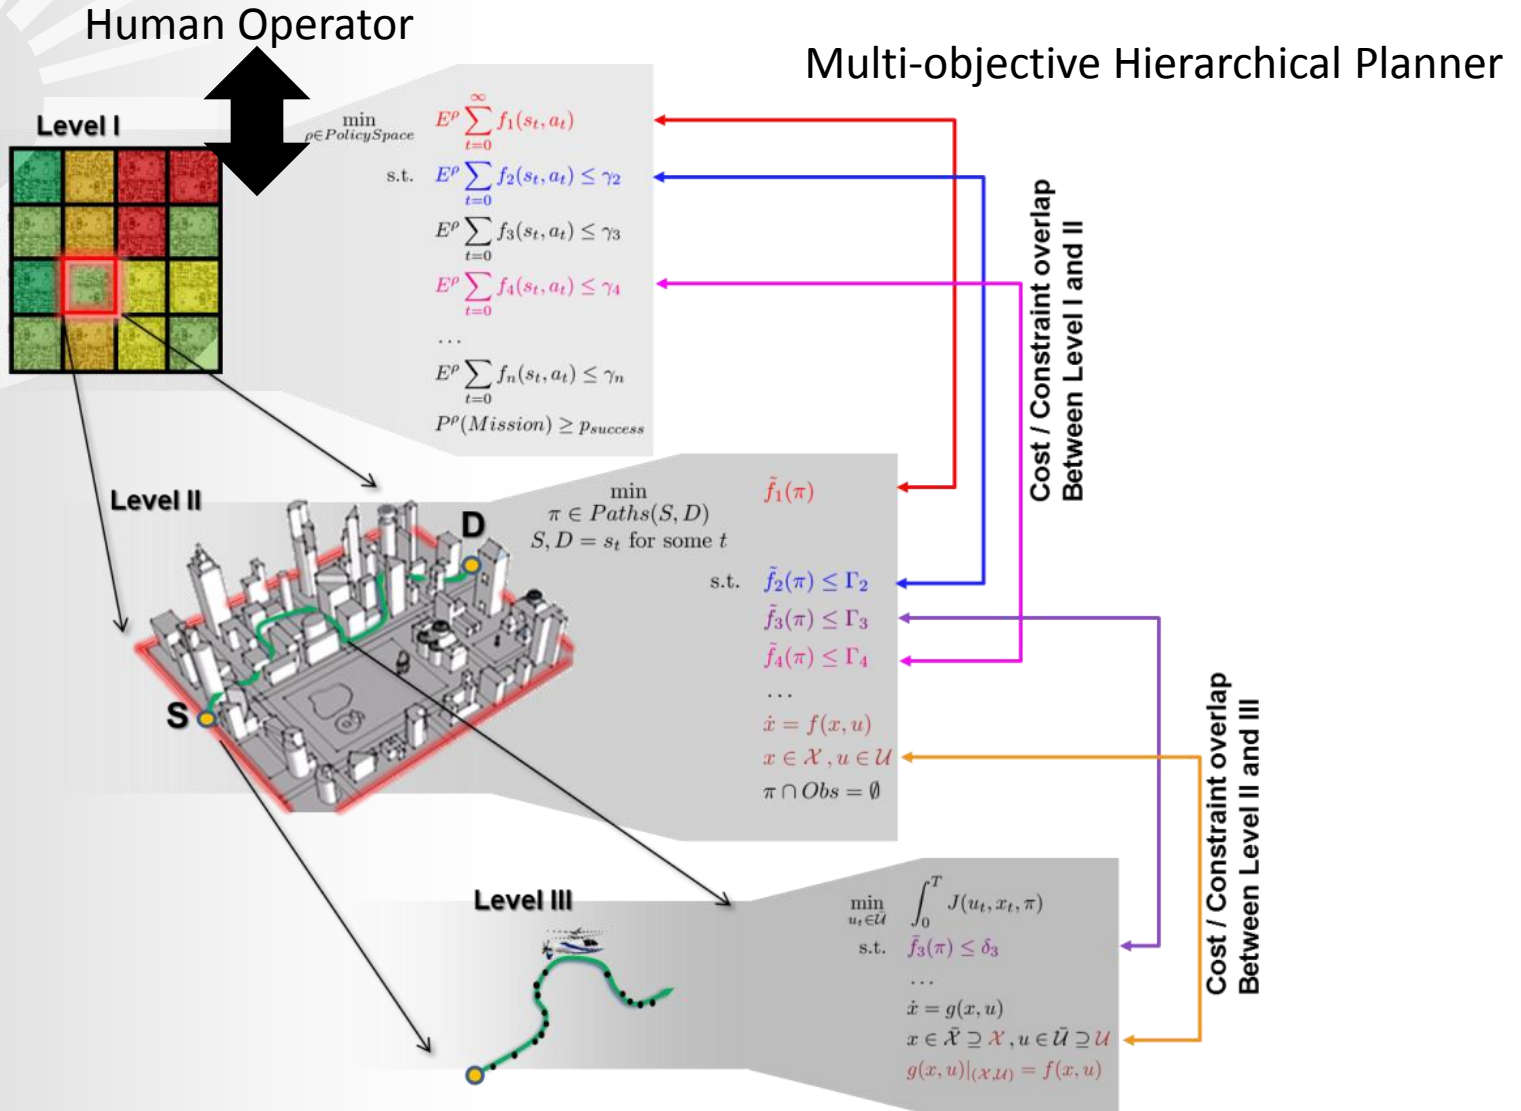 Human Operator
Multi-objective Hierarchical Planner
Level I
min
ρ∈PolicySpace
E^ρ ∑_{t=0}^{∞} f₁(s_t, a_t)
s.t. E^ρ ∑_{t=0} f₂(s_t, a_t) ≤ γ₂
E^ρ ∑_{t=0} f₃(s_t, a_t) ≤ γ₃
E^ρ ∑_{t=0} f₄(s_t, a_t) ≤ γ₄
...
E^ρ ∑_{t=0} f_n(s_t, a_t) ≤ γ_n
P^ρ(Mission) ≥ p_{success}
Cost / Constraint overlap
Between Level I and II
Level II
D
S
min
π ∈ Paths(S, D)
S, D = s_t for some t
f̃₁(π)
s.t. f̃₂(π) ≤ Γ₂
f̃₃(π) ≤ Γ₃
f̃₄(π) ≤ Γ₄
...
ẋ = f(x, u)
x ∈ 𝒳, u ∈ 𝒰
π ∩ Obs = ∅
Cost / Constraint overlap
Between Level II and III
Level III
min
u_t∈𝒰̄
∫₀^T J(u_t, x_t, π)
s.t. f̄₃(π) ≤ δ₃
...
ẋ = g(x, u)
x ∈ 𝒳̄ ⊇ 𝒳, u ∈ 𝒰̄ ⊇ 𝒰
g(x, u)|_{(𝒳,𝒰)} = f(x, u)